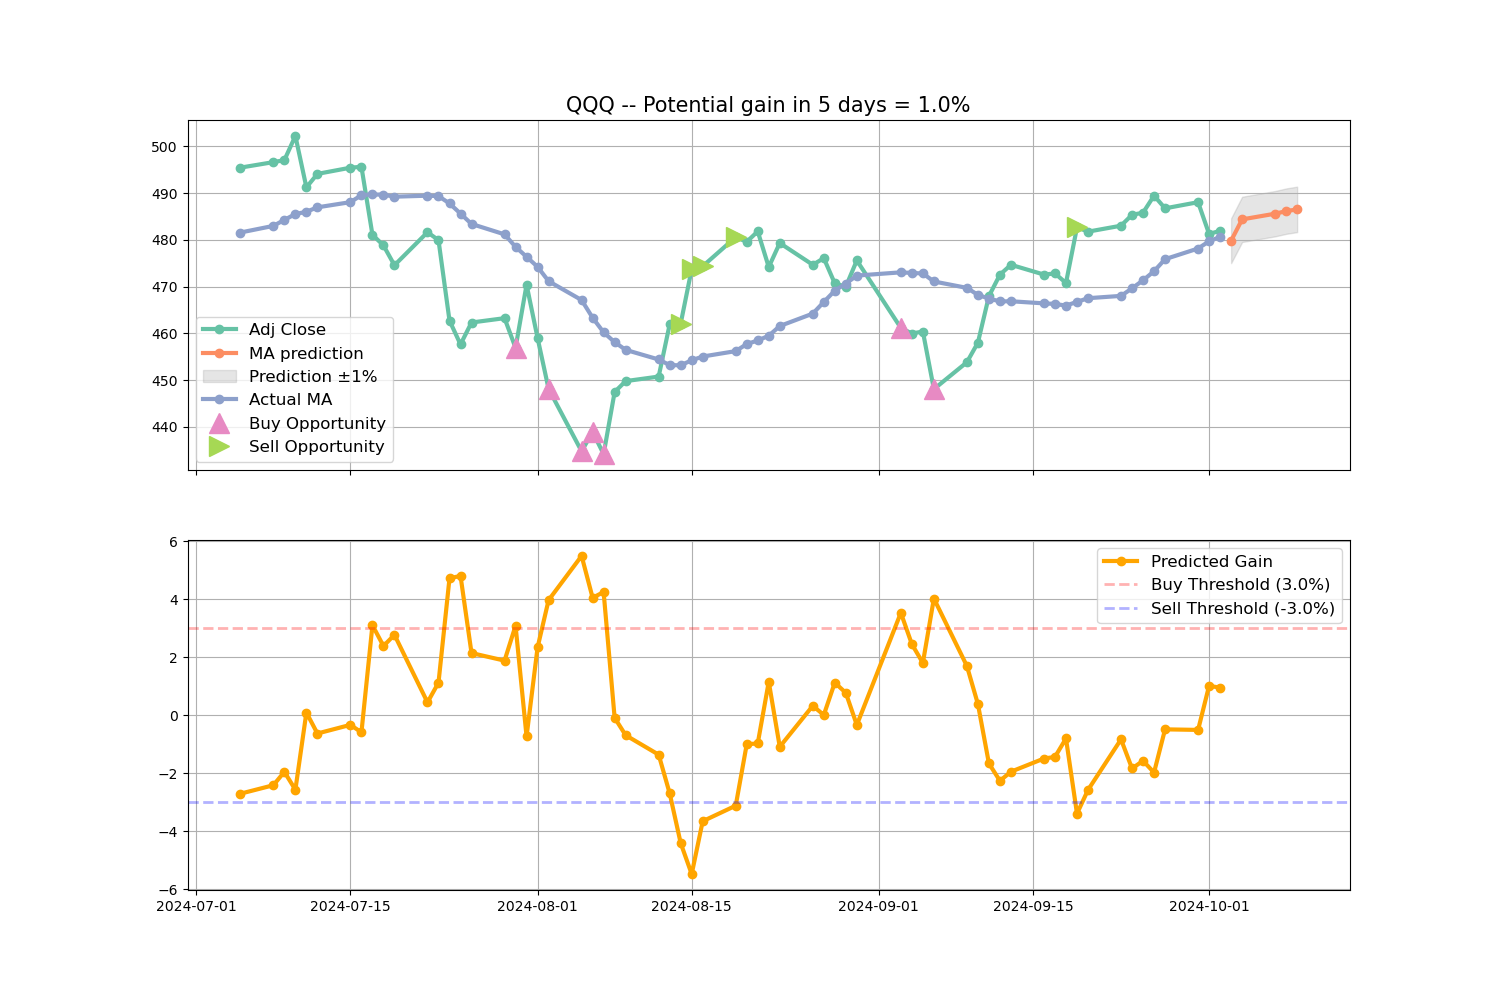 QQQ -- Potential gain in 5 days = 1.0%
500
490
480
470
460
450
440
Adj Close
MA prediction
Prediction ±1%
Actual MA
Buy Opportunity
Sell Opportunity
6
4
2
0
−2
−4
−6
Predicted Gain
Buy Threshold (3.0%)
Sell Threshold (-3.0%)
2024-07-01 2024-07-15 2024-08-01 2024-08-15 2024-09-01 2024-09-15 2024-10-01